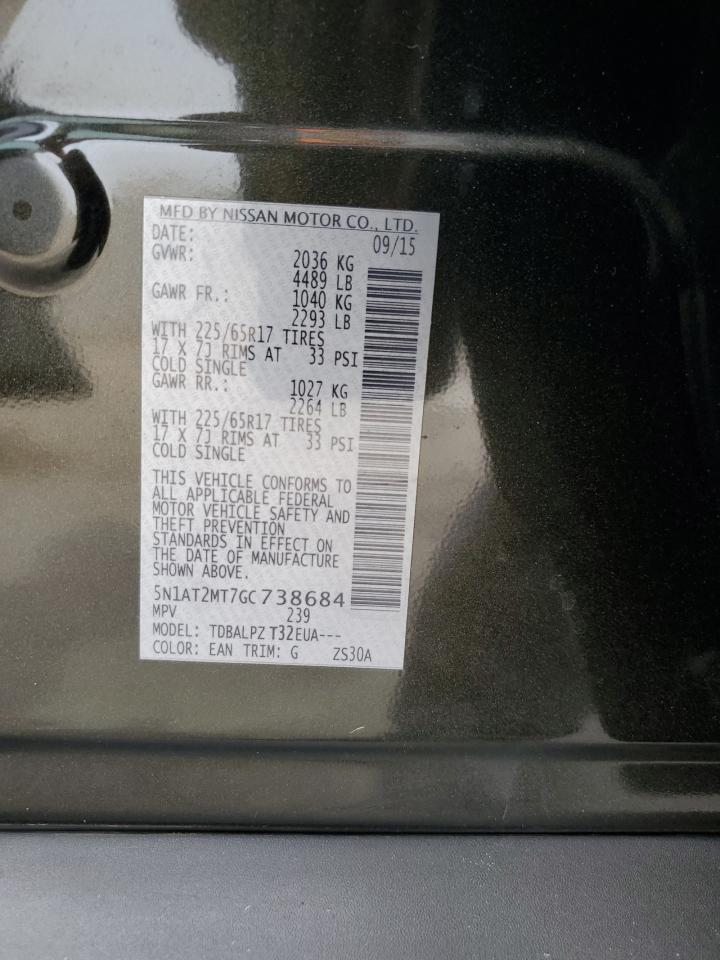 MFD BY NISSAN MOTOR CO., LTD.
DATE: 09/15
GVWR: 2036 KG
4489 LB
GAWR FR.: 1040 KG
2293 LB
WITH 225/65R17 TIRES
17 X 7J RIMS AT 33 PSI
COLD SINGLE
GAWR RR.: 1027 KG
2264 LB
WITH 225/65R17 TIRES
17 X 7J RIMS AT 33 PSI
COLD SINGLE
THIS VEHICLE CONFORMS TO
ALL APPLICABLE FEDERAL
MOTOR VEHICLE SAFETY AND
THEFT PREVENTION
STANDARDS IN EFFECT ON
THE DATE OF MANUFACTURE
SHOWN ABOVE.
5N1AT2MT7GC738684
MPV 239
MODEL: TDBALPZ T32EUA---
COLOR: EAN TRIM: G ZS30A